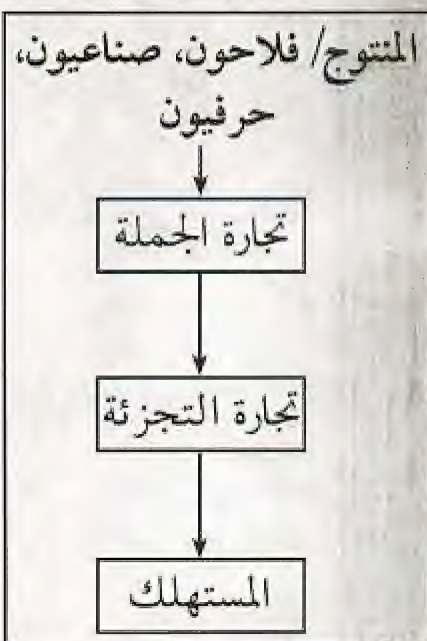 المنتوج/ فلاحون، صناعيون،
حرفيون
تجارة الجملة
تجارة التجزئة
المستهلك